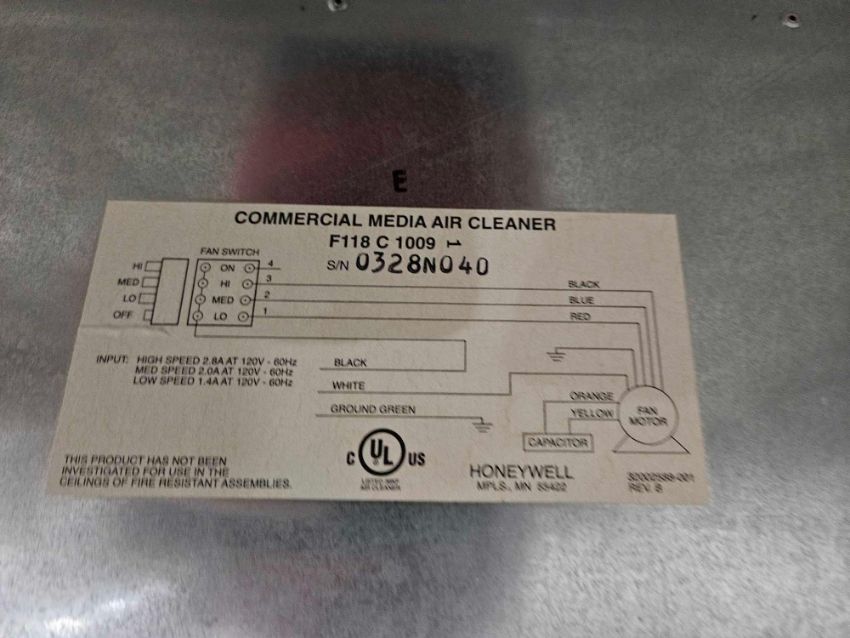 E
COMMERCIAL MEDIA AIR CLEANER
F118 C 1009 1
S/N 0328N040
FAN SWITCH
HI
MED
LO
OFF
ON 4
HI 3
MED 2
LO 1
BLACK
BLUE
RED
INPUT: HIGH SPEED 2.8A AT 120V - 60Hz
MED SPEED 2.0A AT 120V - 60Hz
LOW SPEED 1.4A AT 120V - 60Hz
BLACK
WHITE
GROUND GREEN
ORANGE
YELLOW
CAPACITOR
FAN
MOTOR
THIS PRODUCT HAS NOT BEEN
INVESTIGATED FOR USE IN THE
CEILINGS OF FIRE RESISTANT ASSEMBLIES.
C UL US
AIR CLEANER
HONEYWELL
MPLS., MN 55422
REV. B